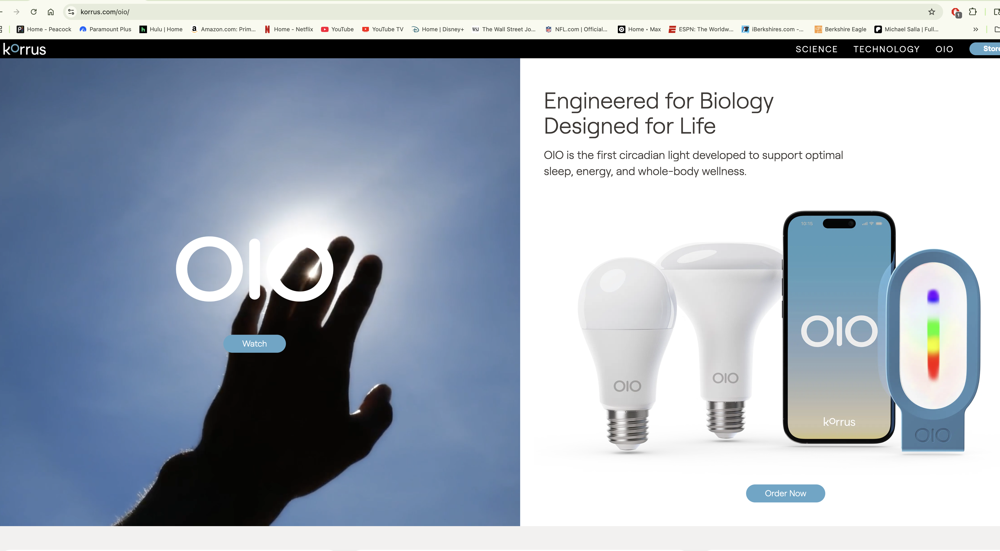 korrus.com/oio/
1
Home - Peacock
Paramount Plus
Hulu | Home
Amazon.com: Prim...
Home - Netflix
YouTube
YouTube TV
Home | Disney+
WSJ The Wall Street Jo...
NFL.com | Official...
Home • Max
ESPN: The Worldw...
iBerkshires.com -...
Berkshire Eagle
Michael Salla | Full...
korrus
SCIENCE
TECHNOLOGY
OIO
Store
OIO
Watch
Engineered for Biology
Designed for Life
OIO is the first circadian light developed to support optimal
sleep, energy, and whole-body wellness.
10:15
OIO
OIO
OIO
korrus
OIO
Order Now